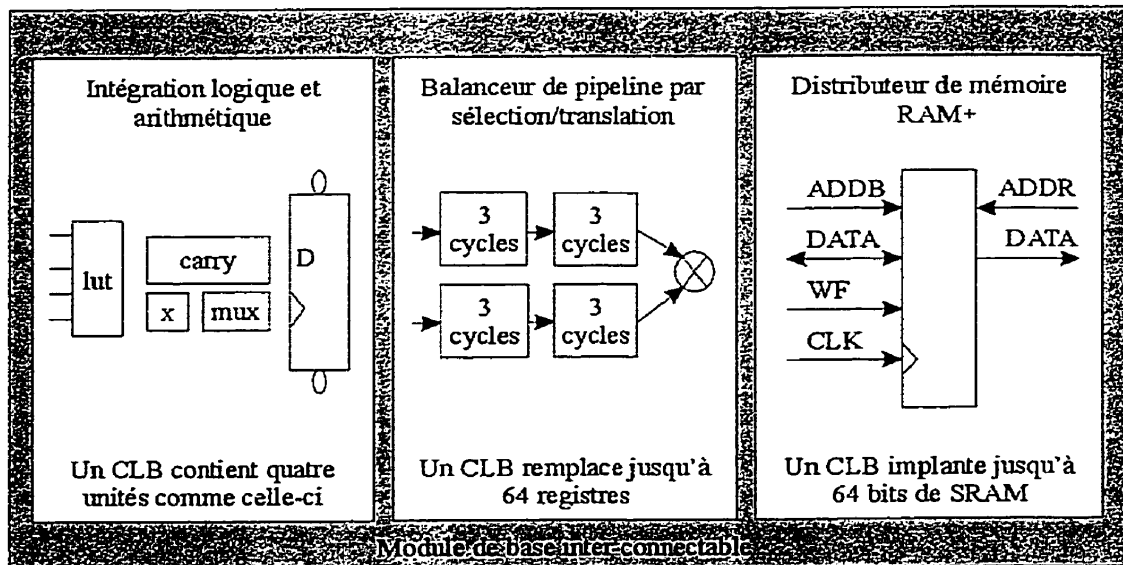 Intégration logique et
arithmétique
lut
carry
x
mux
D
Un CLB contient quatre
unités comme celle-ci
Balanceur de pipeline par
sélection/translation
3
cycles
3
cycles
3
cycles
3
cycles
Un CLB remplace jusqu'à
64 registres
Distributeur de mémoire
RAM+
ADDB
ADDR
DATA
DATA
WF
CLK
Un CLB implante jusqu'à
64 bits de SRAM
Module de base inter-connectable